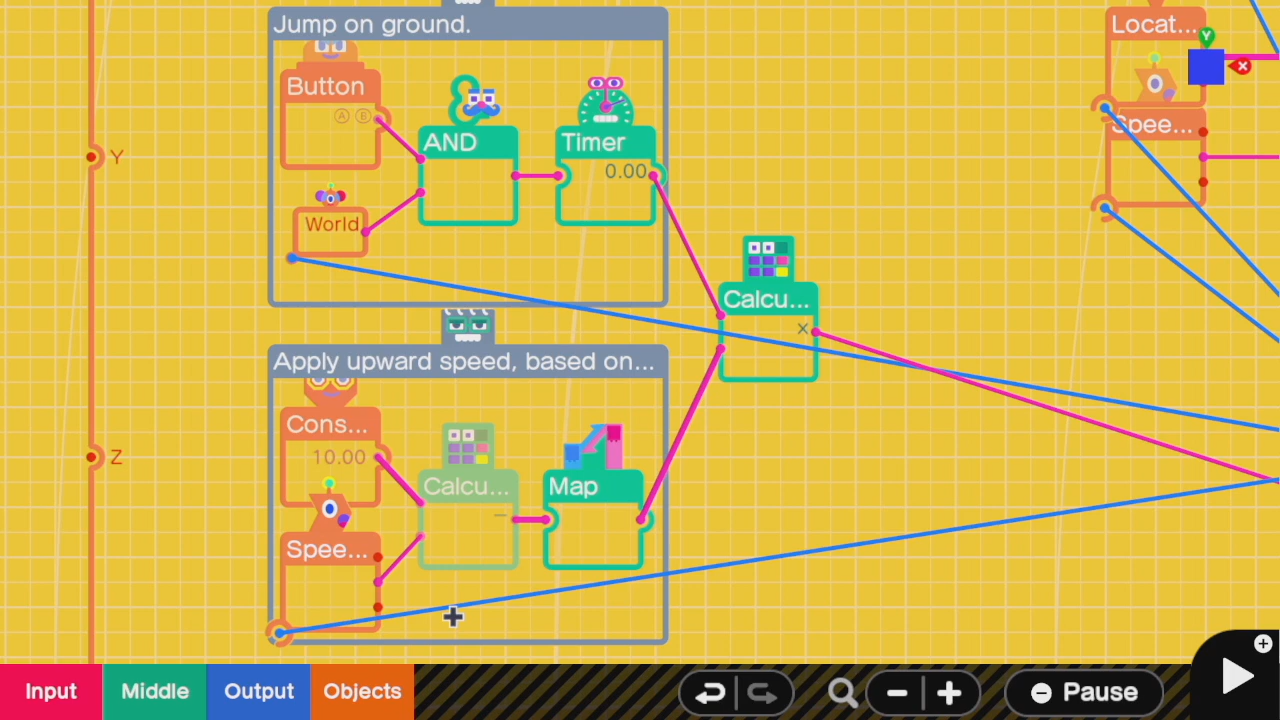 Jump on ground.
Button
A B
AND
Timer
0.00
World
Y
Locat...
Y
×
Spee...
Calcu...
×
Apply upward speed, based on...
Cons...
10.00
Calcu...
−
Map
Z
Spee...
Input
Middle
Output
Objects
Pause